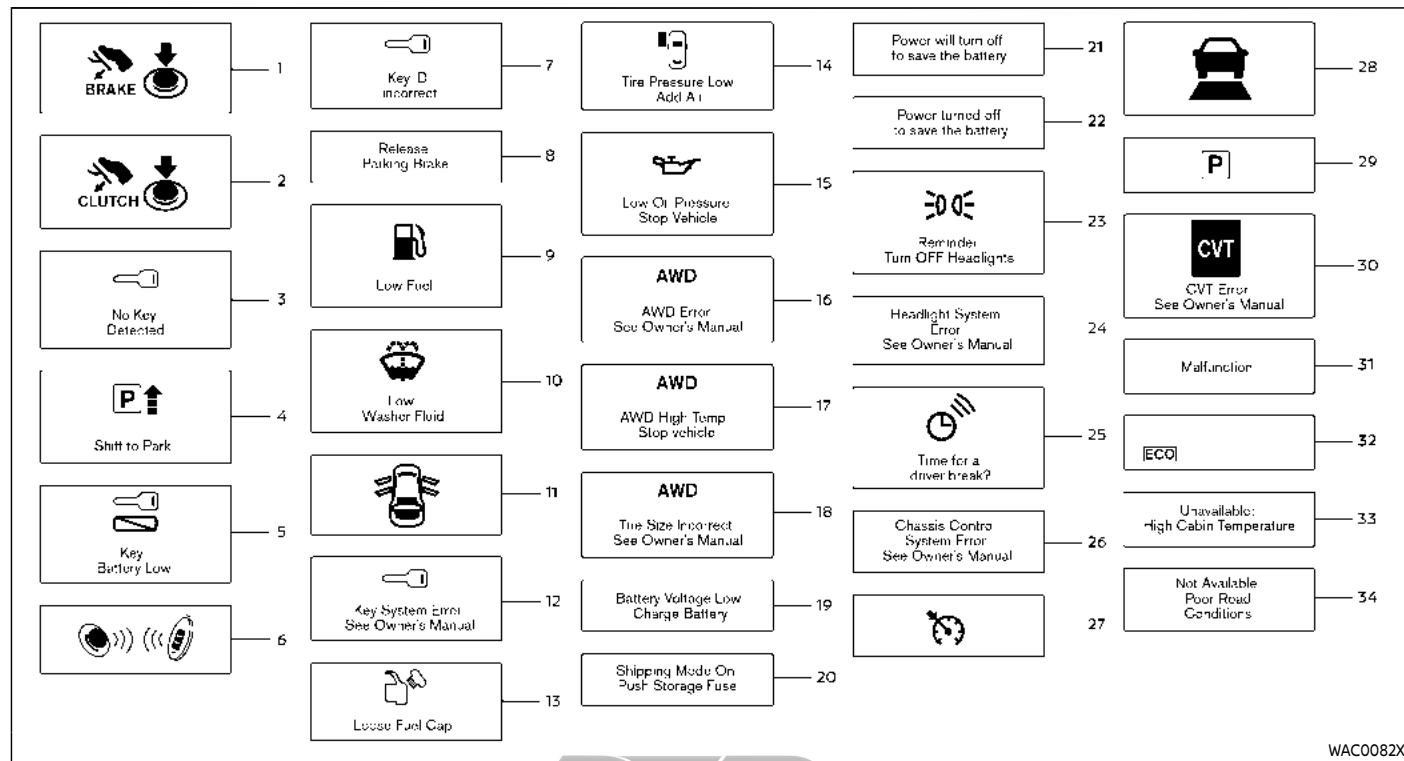 BRAKE
1
CLUTCH
2
No Key
Detected
3
P
Shift to Park
4
Key
Battery Low
5
6
Key ID
Incorrect
7
Release
Parking Brake
8
Low Fuel
9
Low
Washer Fluid
10
11
Key System Error
See Owner's Manual
12
Loose Fuel Cap
13
Tire Pressure Low
Add Air
14
Low Oil Pressure
Stop Vehicle
15
AWD
AWD Error
See Owner's Manual
16
AWD
AWD High Temp
Stop vehicle
17
AWD
Tire Size Incorrect
See Owner's Manual
18
Battery Voltage Low
Charge Battery
19
Shipping Mode On
Push Storage Fuse
20
Power will turn off
to save the battery
21
Power turned off
to save the battery
22
Reminder
Turn OFF Headlights
23
Headlight System
Error
See Owner's Manual
24
Time for a
driver break?
25
Chassis Control
System Error
See Owner's Manual
26
27
28
P
29
CVT
CVT Error
See Owner's Manual
30
Malfunction
31
ECO
32
Unavailable:
High Cabin Temperature
33
Not Available
Poor Road
Conditions
34
WAC0082X